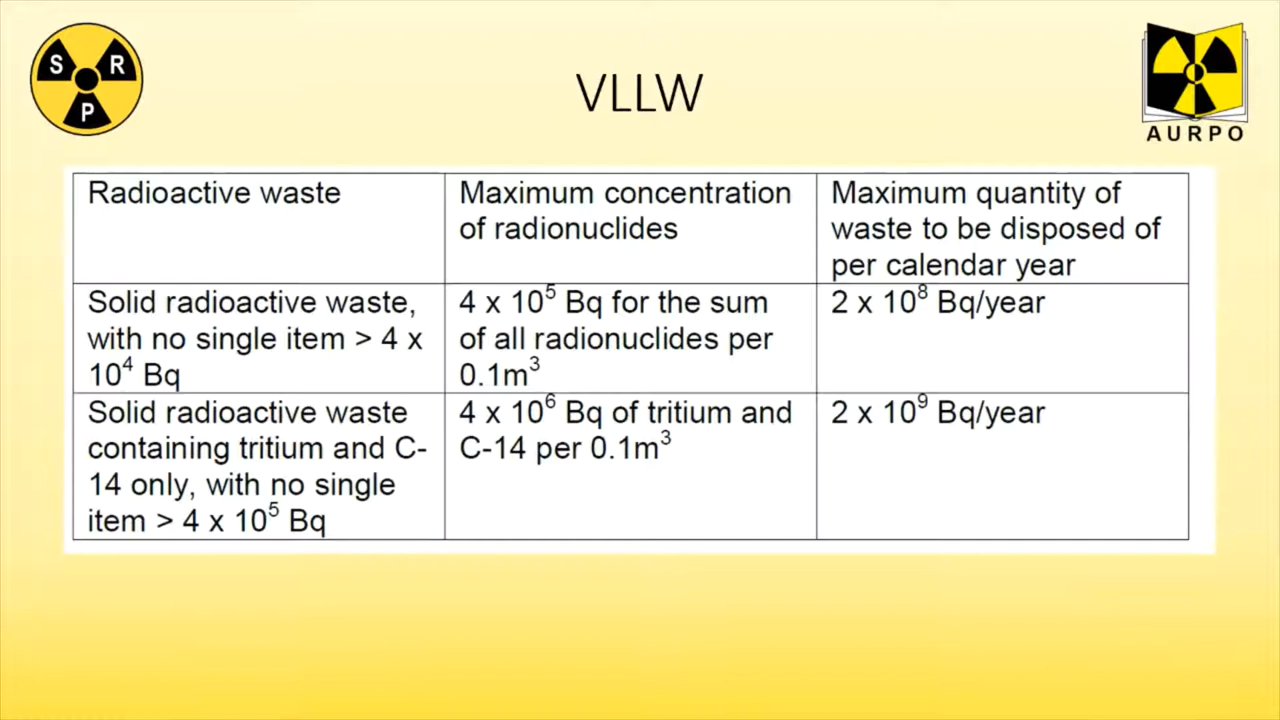 S R
P
VLLW
AURPO
Radioactive waste
Maximum concentration
of radionuclides
Maximum quantity of
waste to be disposed of
per calendar year
Solid radioactive waste,
with no single item > 4 x
10⁴ Bq
4 x 10⁵ Bq for the sum
of all radionuclides per
0.1m³
2 x 10⁸ Bq/year
Solid radioactive waste
containing tritium and C-
14 only, with no single
item > 4 x 10⁵ Bq
4 x 10⁶ Bq of tritium and
C-14 per 0.1m³
2 x 10⁹ Bq/year